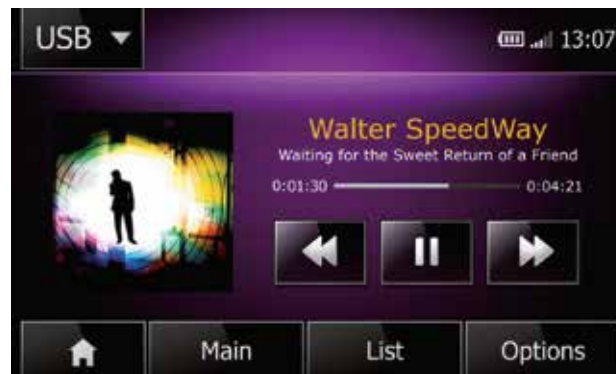 USB
13:07
Walter SpeedWay
Waiting for the Sweet Return of a Friend
0:01:30 0:04:21
Main List Options